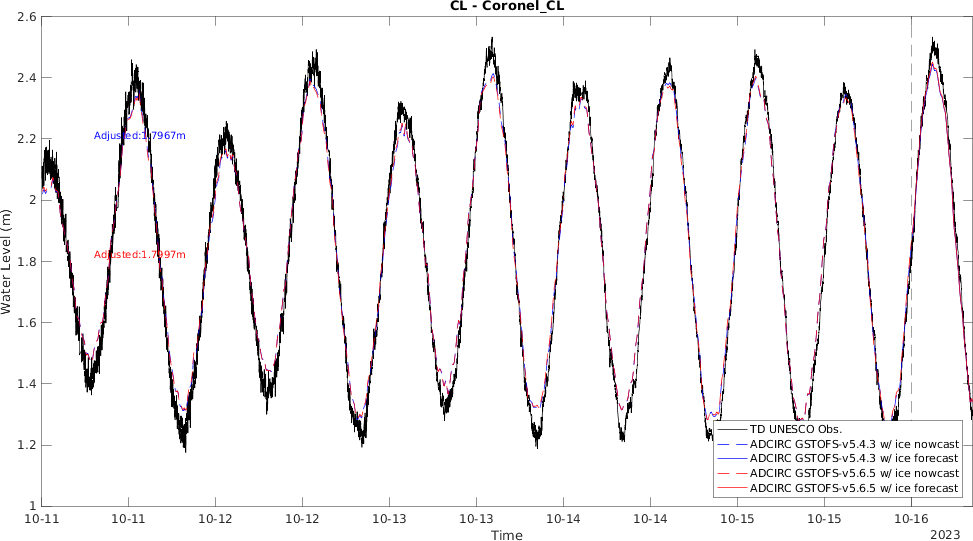 CL - Coronel_CL
2.6
2.4
2.2
2
1.8
1.6
1.4
1.2
1
Water Level (m)
Adjusted:1.7967m
Adjusted:1.7997m
TD UNESCO Obs.
ADCIRC GSTOFS-v5.4.3 w/ ice nowcast
ADCIRC GSTOFS-v5.4.3 w/ ice forecast
ADCIRC GSTOFS-v5.6.5 w/ ice nowcast
ADCIRC GSTOFS-v5.6.5 w/ ice forecast
10-11 10-11 10-12 10-12 10-13 10-13 10-14 10-14 10-15 10-15 10-16
Time
2023